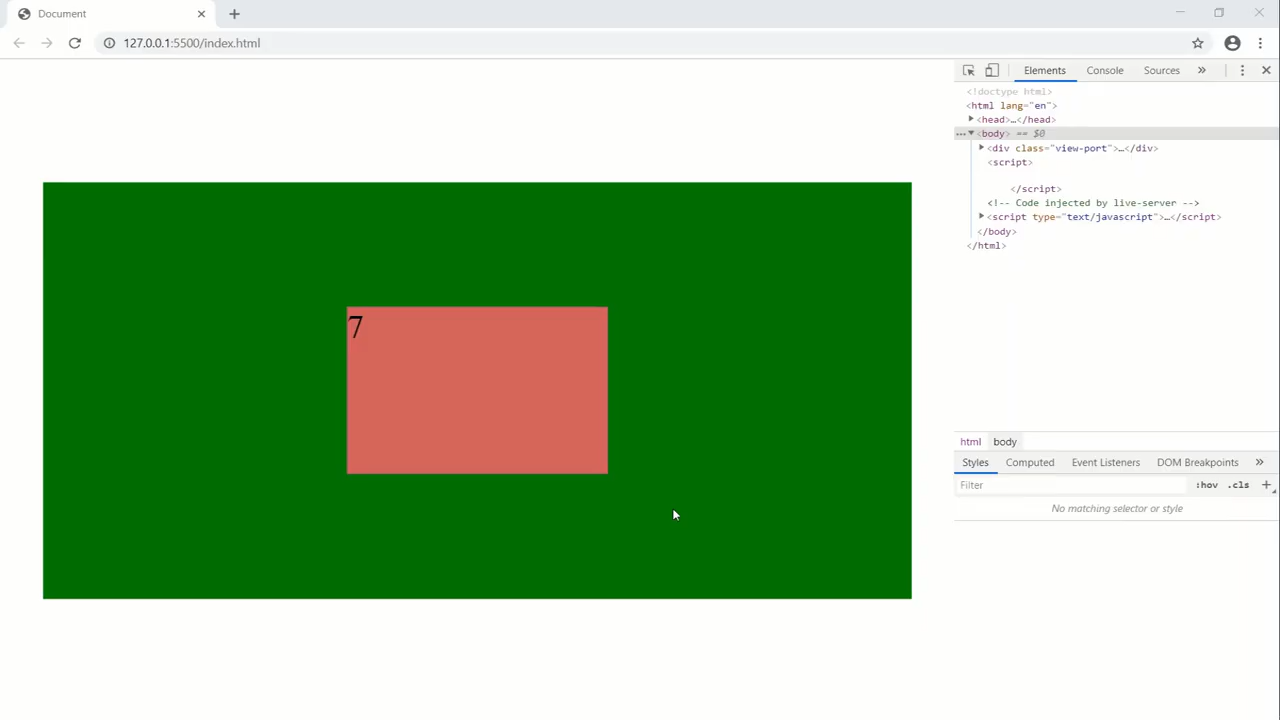 Document
127.0.0.1:5500/index.html
Elements Console Sources »
<!doctype html>
<html lang="en">
<head>…</head>
<body> == $0
<div class="view-port">…</div>
<script>
</script>
<!-- Code injected by live-server -->
<script type="text/javascript">…</script>
</body>
</html>
7
html body
Styles Computed Event Listeners DOM Breakpoints »
Filter :hov .cls +
No matching selector or style